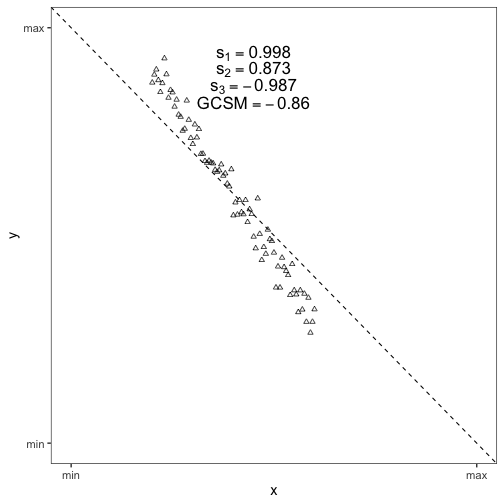 max
s1 = 0.998
s2 = 0.873
s3 = −0.987
GCSM = −0.86
y
min
min max
x